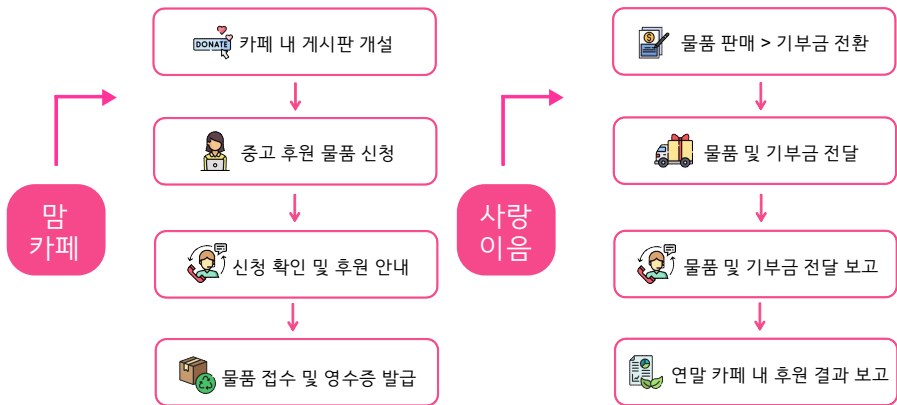 맘
카페
DONATE
카페 내 게시판 개설
중고 후원 물품 신청
신청 확인 및 후원 안내
물품 접수 및 영수증 발급
사랑
이음
물품 판매 > 기부금 전환
물품 및 기부금 전달
물품 및 기부금 전달 보고
연말 카페 내 후원 결과 보고